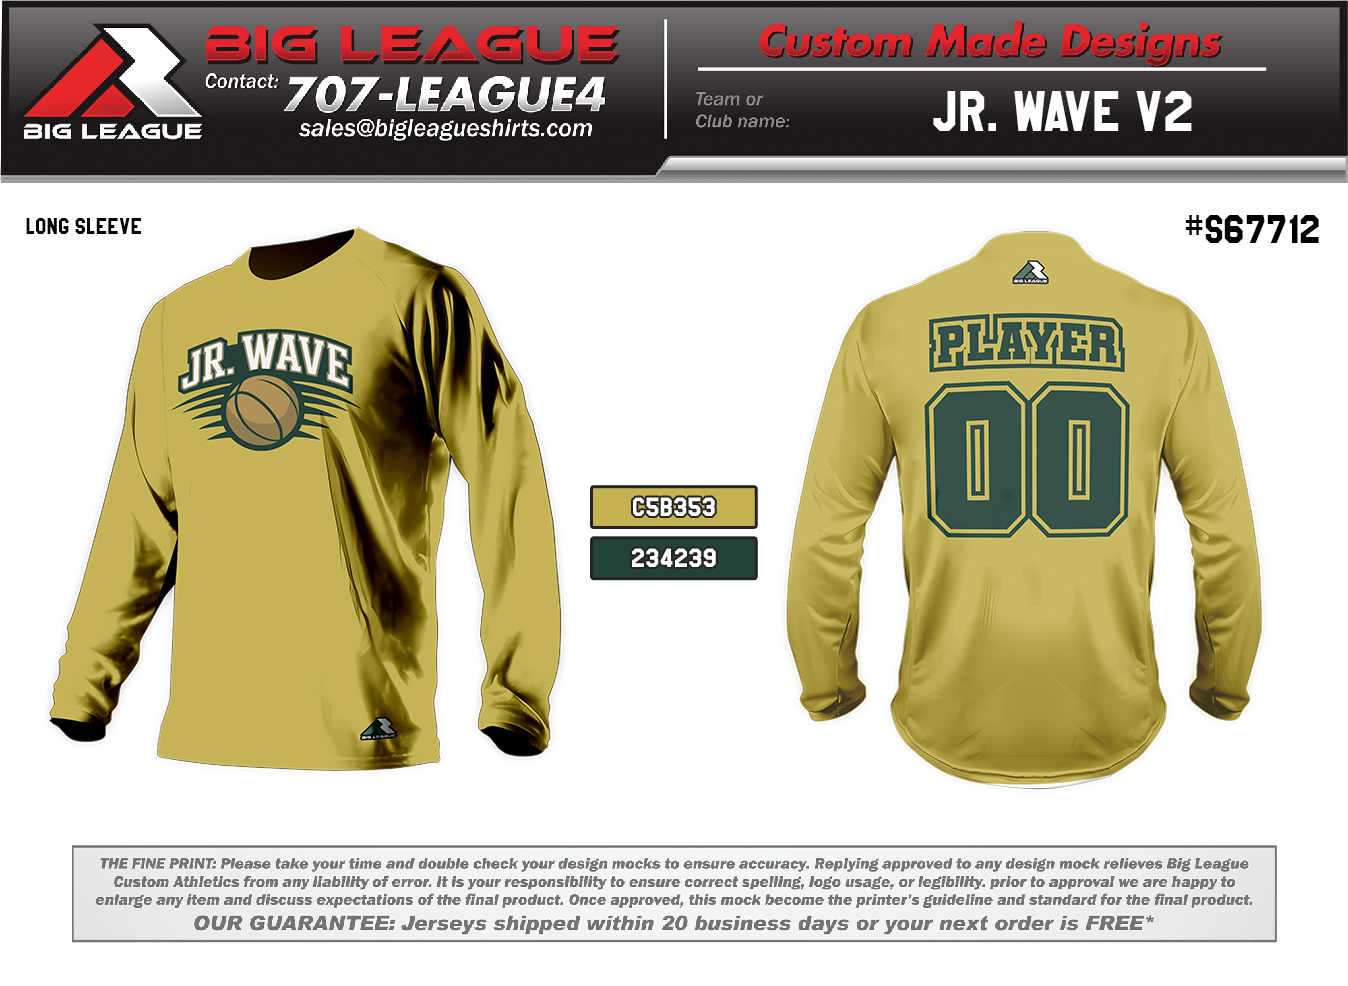 BIG LEAGUE
BIG LEAGUE
Contact: 707-LEAGUE4
sales@bigleagueshirts.com
Custom Made Designs
Team or
Club name:
JR. WAVE V2
LONG SLEEVE
#S67712
JR. WAVE
BIG LEAGUE
BIG LEAGUE
PLAYER
00
C5B353
234239
THE FINE PRINT: Please take your time and double check your design mocks to ensure accuracy. Replying approved to any design mock relieves Big League
Custom Athletics from any liability of error. it is your responsibility to ensure correct spelling, logo usage, or legibility. prior to approval we are happy to
enlarge any item and discuss expectations of the final product. Once approved, this mock become the printer's guideline and standard for the final product.
OUR GUARANTEE: Jerseys shipped within 20 business days or your next order is FREE*